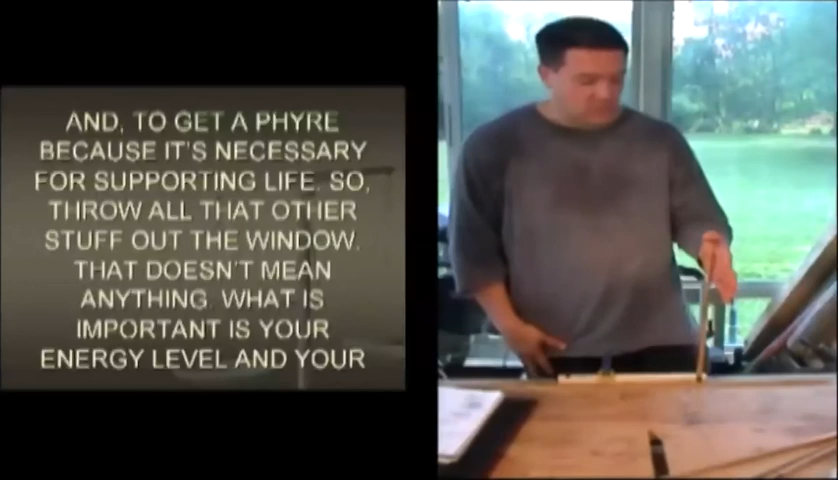 AND, TO GET A PHYRE
BECAUSE IT'S NECESSARY
FOR SUPPORTING LIFE. SO,
THROW ALL THAT OTHER
STUFF OUT THE WINDOW.
THAT DOESN'T MEAN
ANYTHING. WHAT IS
IMPORTANT IS YOUR
ENERGY LEVEL AND YOUR